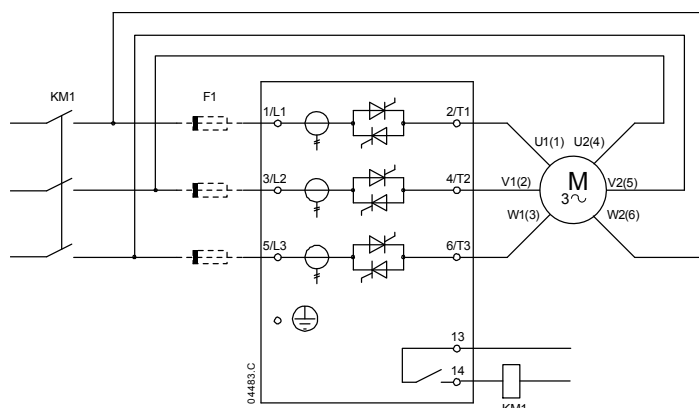 KM1
F1
1/L1
2/T1
U1(1) U2(4)
3/L2
4/T2
V1(2)
M
3
V2(5)
W1(3)
W2(6)
5/L3
6/T3
13
14
04483.C
KM1